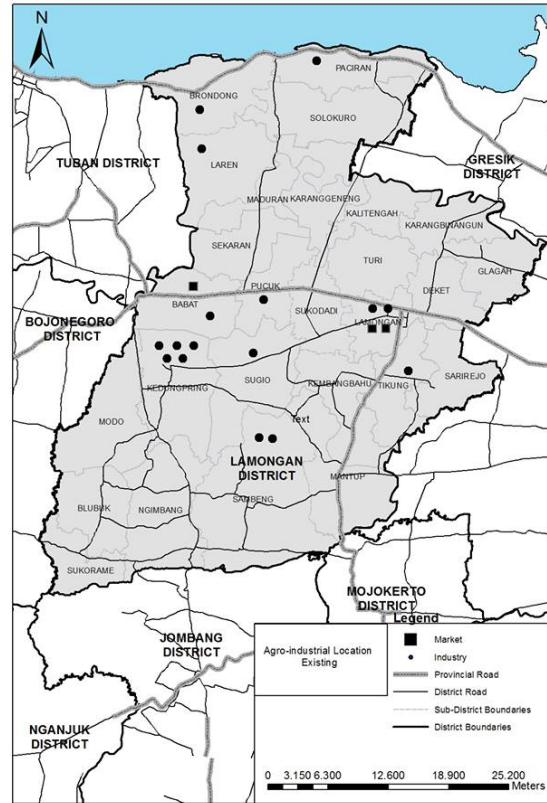 N
PACIRAN
BRONDONG
SOLOKURO
TUBAN DISTRICT
LAREN
GRESIK
DISTRICT
MADURAN
KARANGGENENG
KALITENGAH
KARANGBINANGUN
SEKARAN
TURI
GLAGAH
PUCUK
DEKET
BABAT
SUKODADI
LAMONGAN
BOJONEGORO
DISTRICT
SARIREJO
KEDUNGPRING
SUGIO
KEMBANGBAHU
TIKUNG
MODO
Text
LAMONGAN
DISTRICT
MANTUP
SAMBENG
BLUBUK
NGIMBANG
SUKORAME
MOJOKERTO
DISTRICT
JOMBANG
DISTRICT
NGANJUK
DISTRICT
Agro-industrial Location
Existing
Legend
Market
Industry
Provincial Road
District Road
Sub-District Boundaries
District Boundaries
0 3.150 6.300 12.600 18.900 25.200
Meters